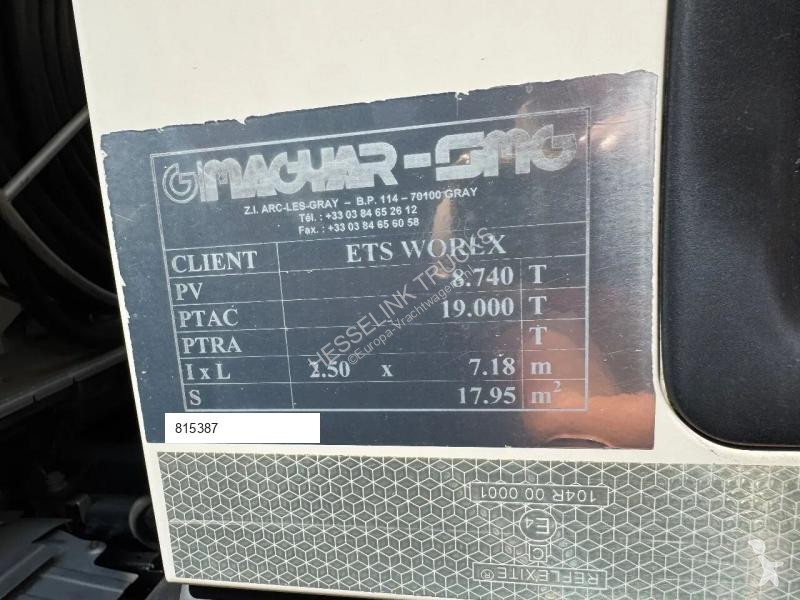 MAGYAR-SMG
Z.I. ARC-LES-GRAY – B.P. 114 – 70100 GRAY
Tél. : +33 03 84 65 26 12
Fax. : +33 03 84 65 60 58
CLIENT ETS WOREX
PV 8.740 T
PTAC 19.000 T
PTRA T
l x L 2.50 x 7.18 m
S 17.95 m²
HESSELINK TRUCKS
©Europa-Vrachtwagens.nl
815387
104R 00 0001
E4
C
REFLEXITE®